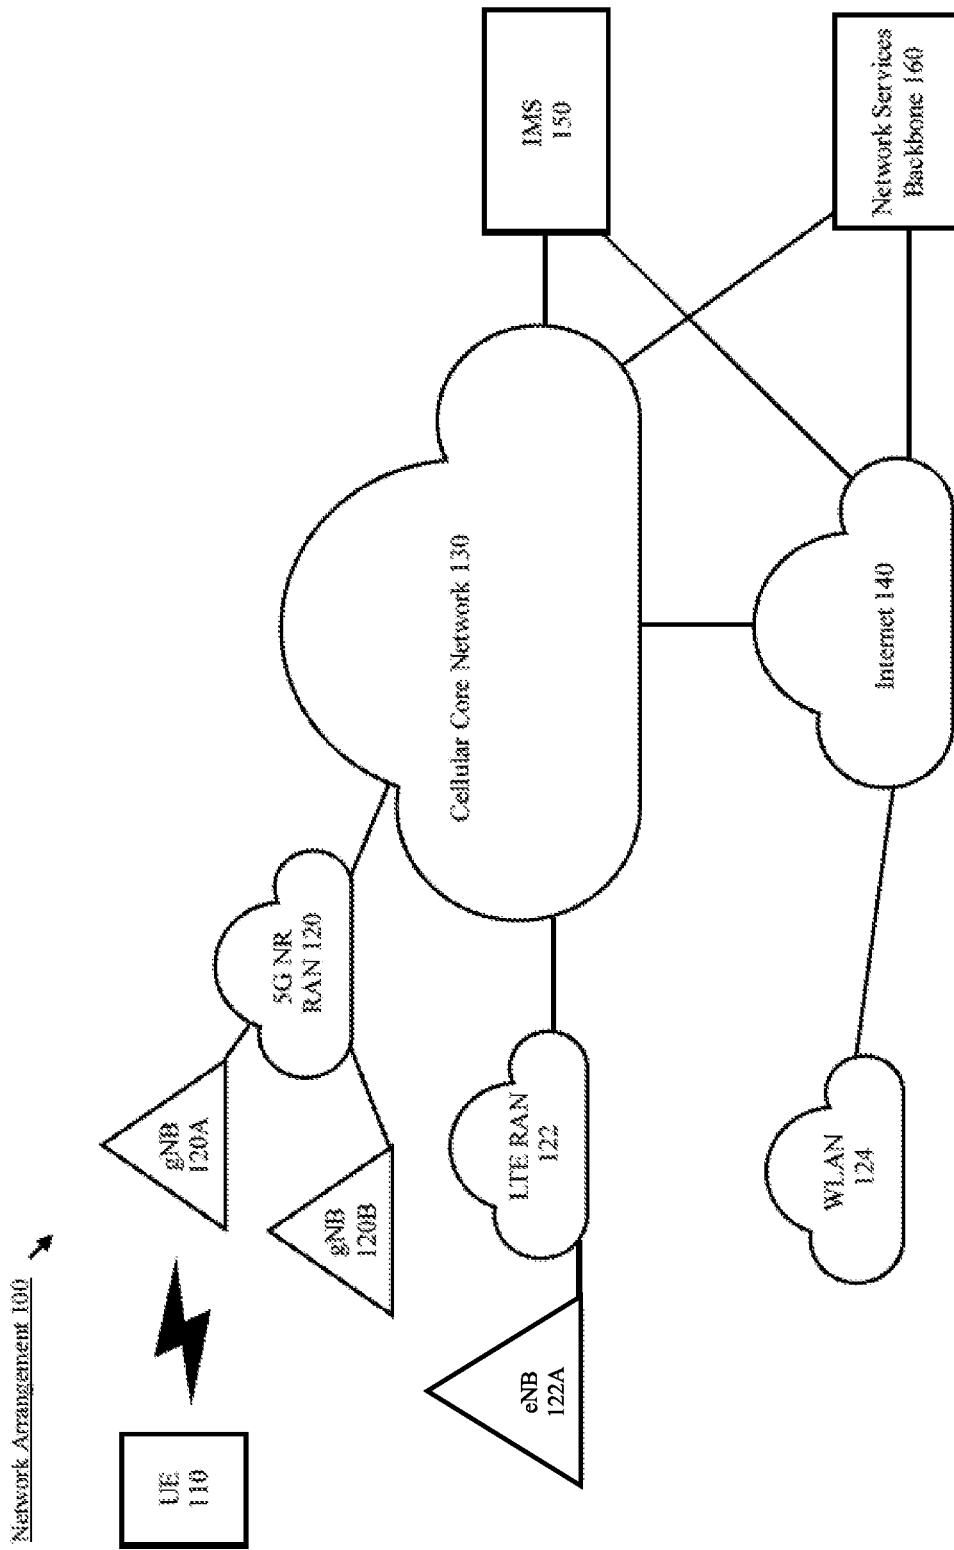 Network Arrangement 100
UE
110
gNB
120A
gNB
120B
5G NR
RAN 120
eNB
122A
LTE RAN
122
WLAN
124
Cellular Core Network 130
Internet 140
IMS
150
Network Services
Backbone 160